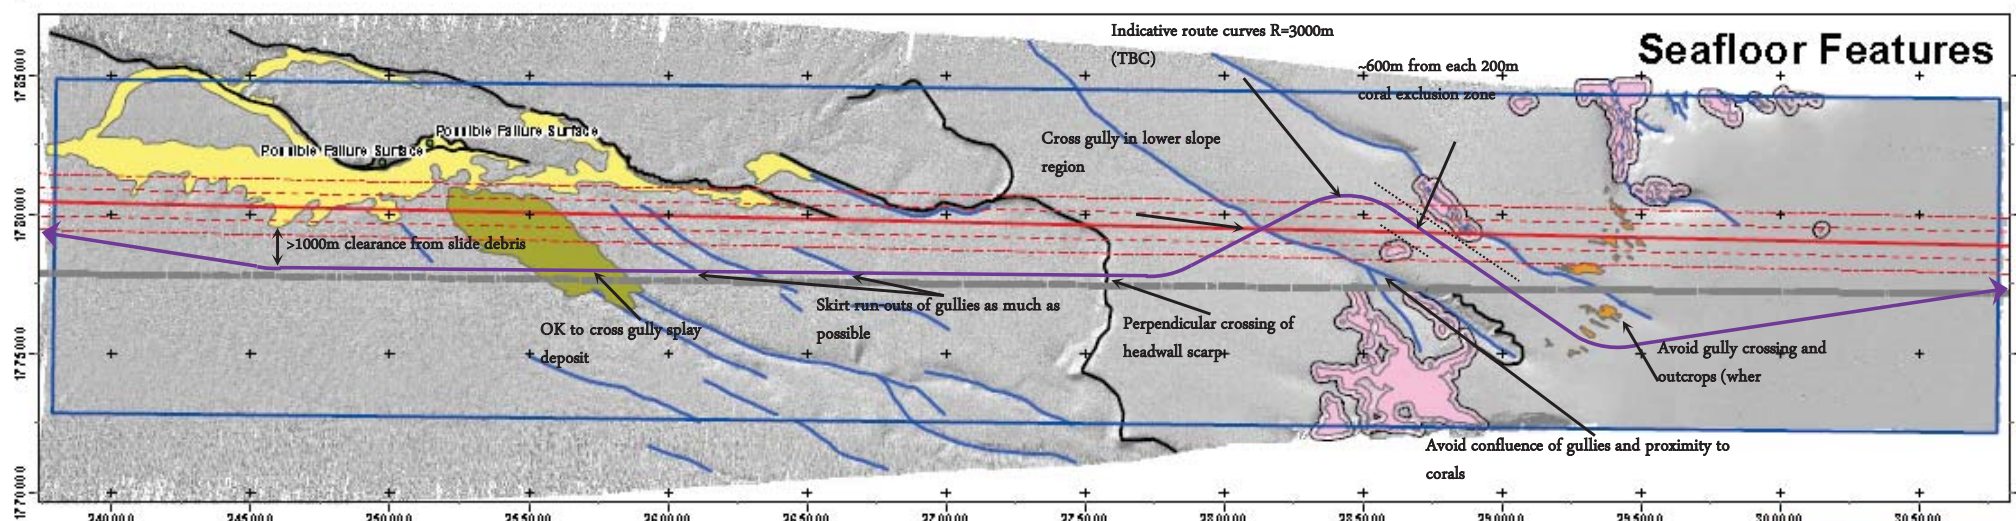 Seafloor Features
Indicative route curves R=3000m
(TBC)
~600m from each 200m
coral exclusion zone
Cross gully in lower slope
region
Possible Failure Surface
Possible Failure Surface
>1000m clearance from slide debris
Skirt run-outs of gullies as much as
possible
OK to cross gully splay
deposit
Perpendicular crossing of
headwall scarp
Avoid gully crossing and
outcrops (wher
Avoid confluence of gullies and proximity to
corals